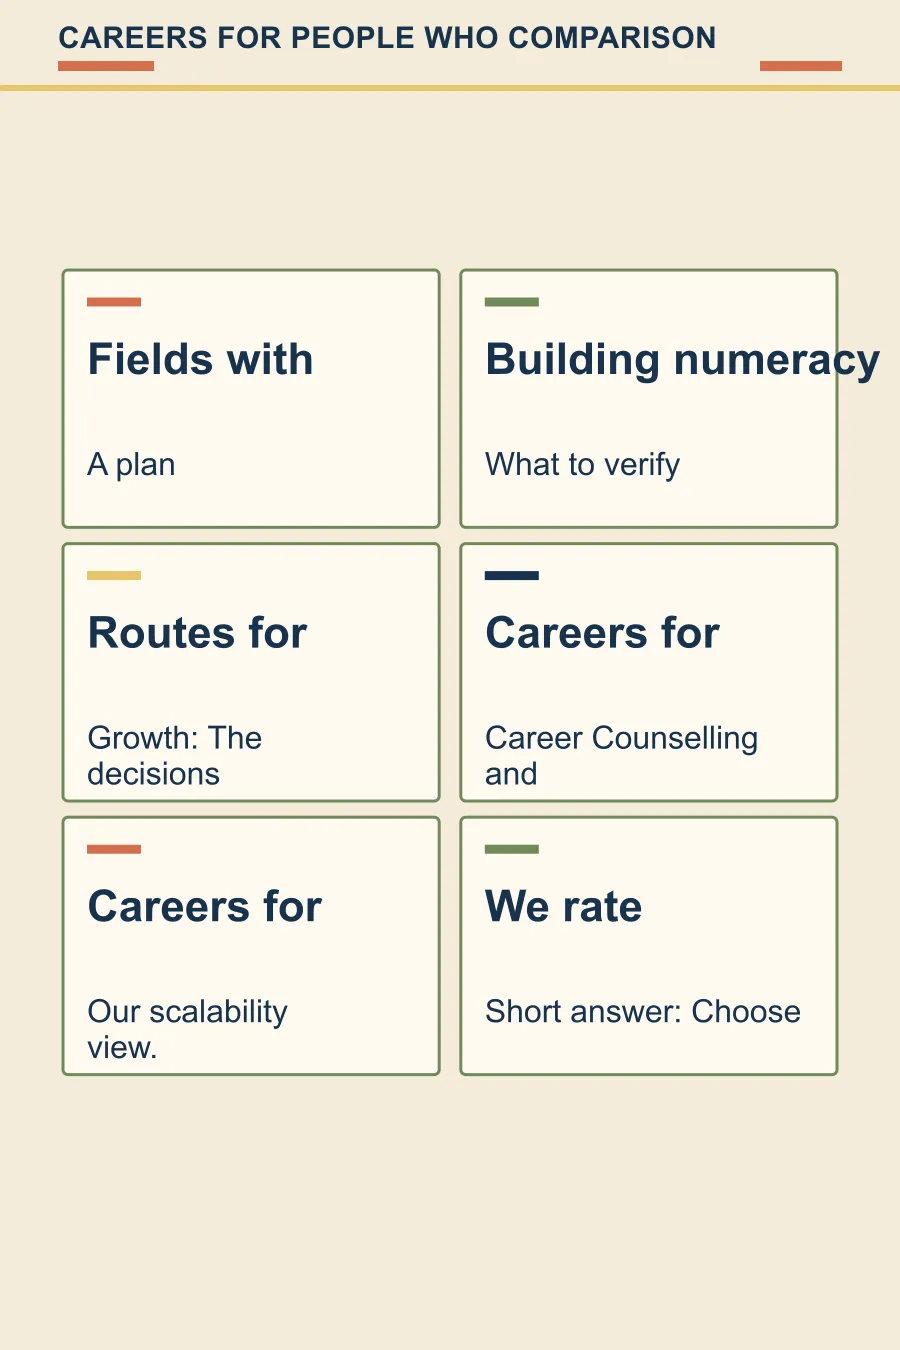 CAREERS FOR PEOPLE WHO COMPARISON
Fields with
A plan
Building numeracy
What to verify
Routes for
Growth: The
decisions
Careers for
Career Counselling
and
Careers for
Our scalability
view.
We rate
Short answer: Choose